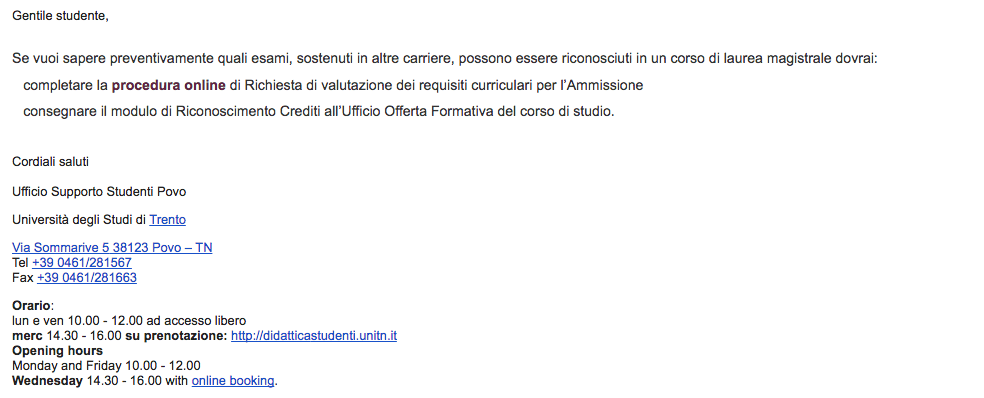 Gentile studente,
Se vuoi sapere preventivamente quali esami, sostenuti in altre carriere, possono essere riconosciuti in un corso di laurea magistrale dovrai:
completare la procedura online di Richiesta di valutazione dei requisiti curriculari per l'Ammissione
consegnare il modulo di Riconoscimento Crediti all'Ufficio Offerta Formativa del corso di studio.
Cordiali saluti
Ufficio Supporto Studenti Povo
Università degli Studi di Trento
Via Sommarive 5 38123 Povo – TN
Tel +39 0461/281567
Fax +39 0461/281663
Orario:
lun e ven 10.00 - 12.00 ad accesso libero
merc 14.30 - 16.00 su prenotazione: http://didatticastudenti.unitn.it
Opening hours
Monday and Friday 10.00 - 12.00
Wednesday 14.30 - 16.00 with online booking.